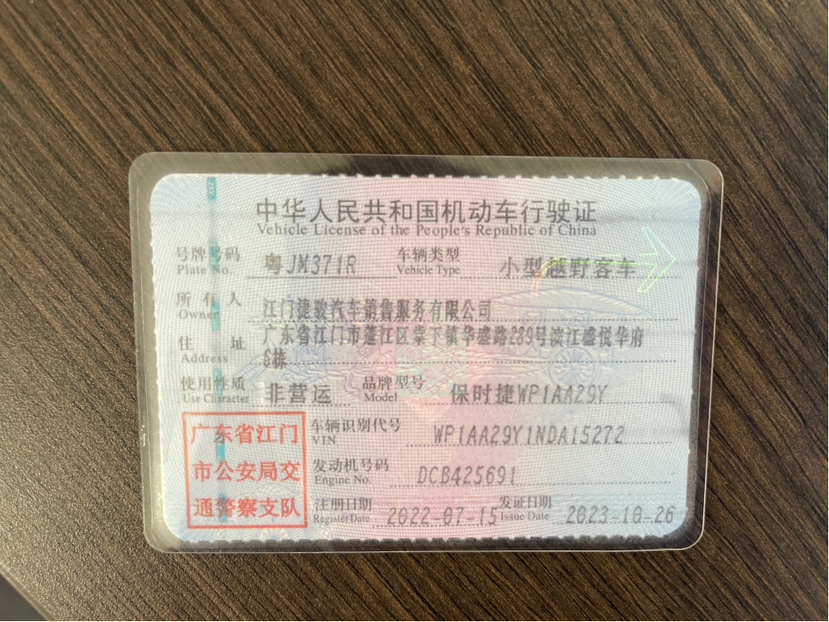 中华人民共和国机动车行驶证
Vehicle License of the People's Republic of China
号牌号码 粤JM371R 车辆类型 小型越野客车
Plate No. Vehicle Type
所有人 江门捷骏汽车销售服务有限公司
Owner
住址 广东省江门市蓬江区棠下镇华盛路289号滨江盛悦华府
Address 8栋
使用性质 非营运 品牌型号 保时捷WP1AA29Y
Use Character Model
广东省江门
市公安局交
通警察支队
车辆识别代号 WP1AA29Y1NDA15272
VIN
发动机号码 DCB425691
Engine No.
注册日期 2022-07-15 发证日期 2023-10-26
Register Date Issue Date